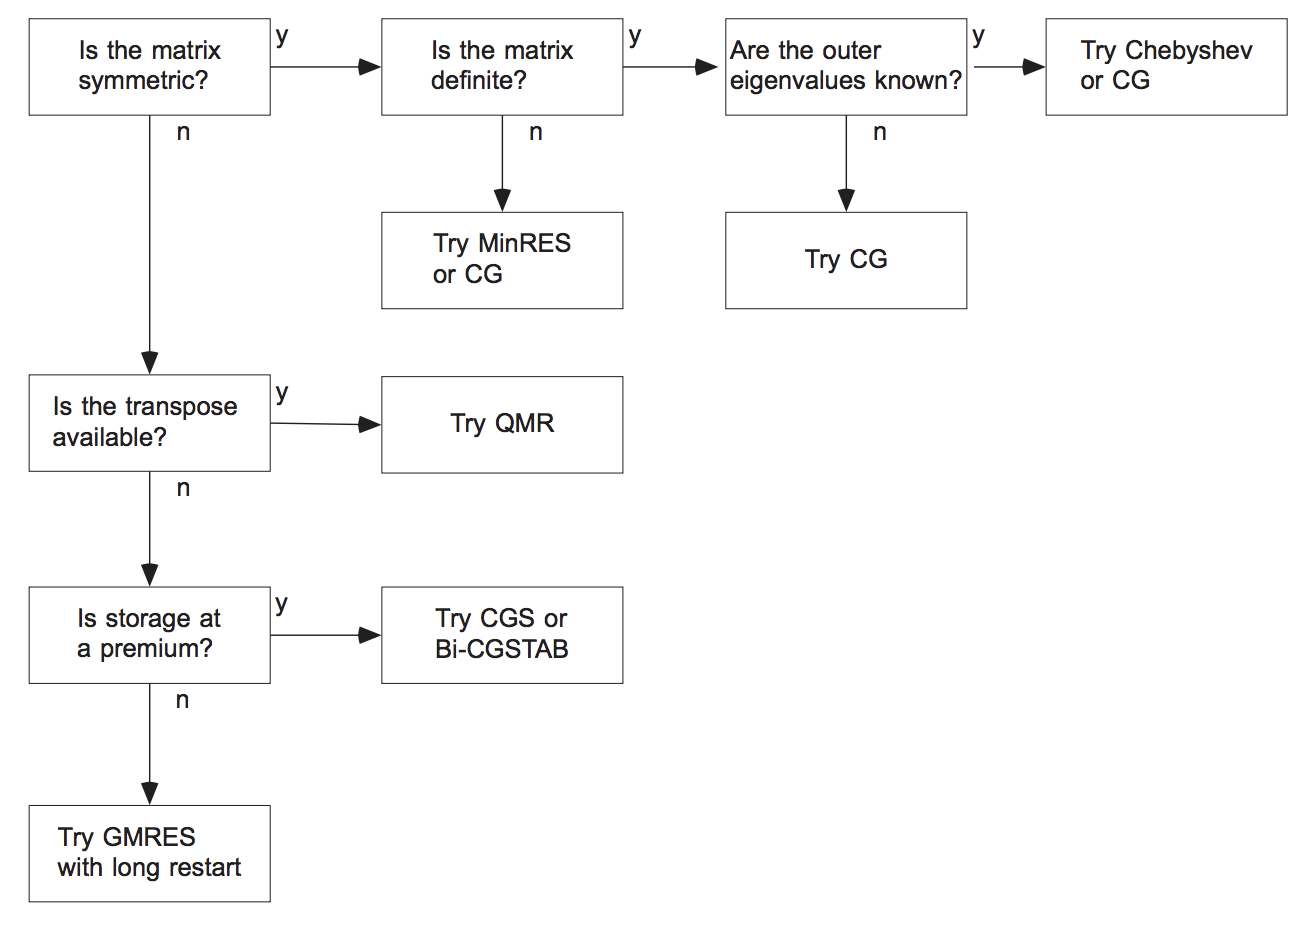 Is the matrix
symmetric?
y
Is the matrix
definite?
y
Are the outer
eigenvalues known?
y
Try Chebyshev
or CG
n
n
n
Try MinRES
or CG
Try CG
Is the transpose
available?
y
Try QMR
n
Is storage at
a premium?
y
Try CGS or
Bi-CGSTAB
n
Try GMRES
with long restart